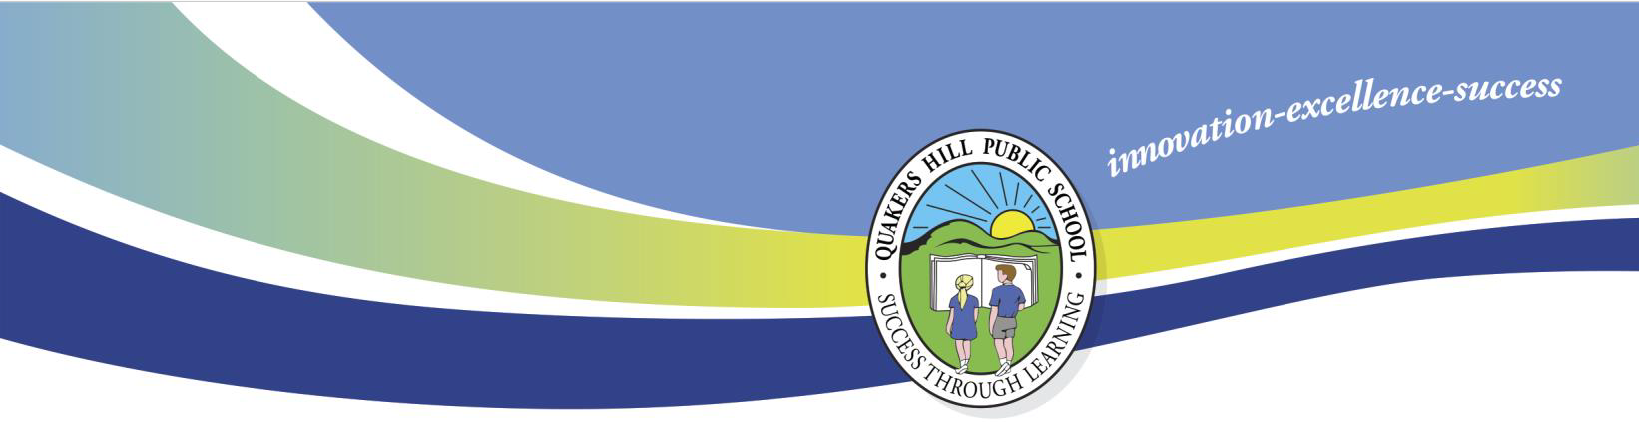 innovation-excellence-success
QUAKERS HILL PUBLIC SCHOOL
SUCCESS THROUGH LEARNING